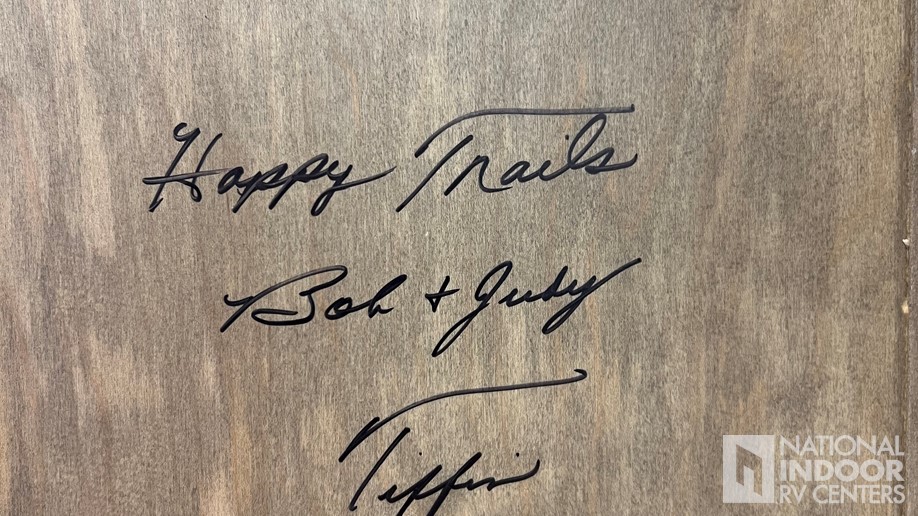 Happy Trails
Bob + Judy
Tiffin
NATIONAL
INDOOR
RV CENTERS